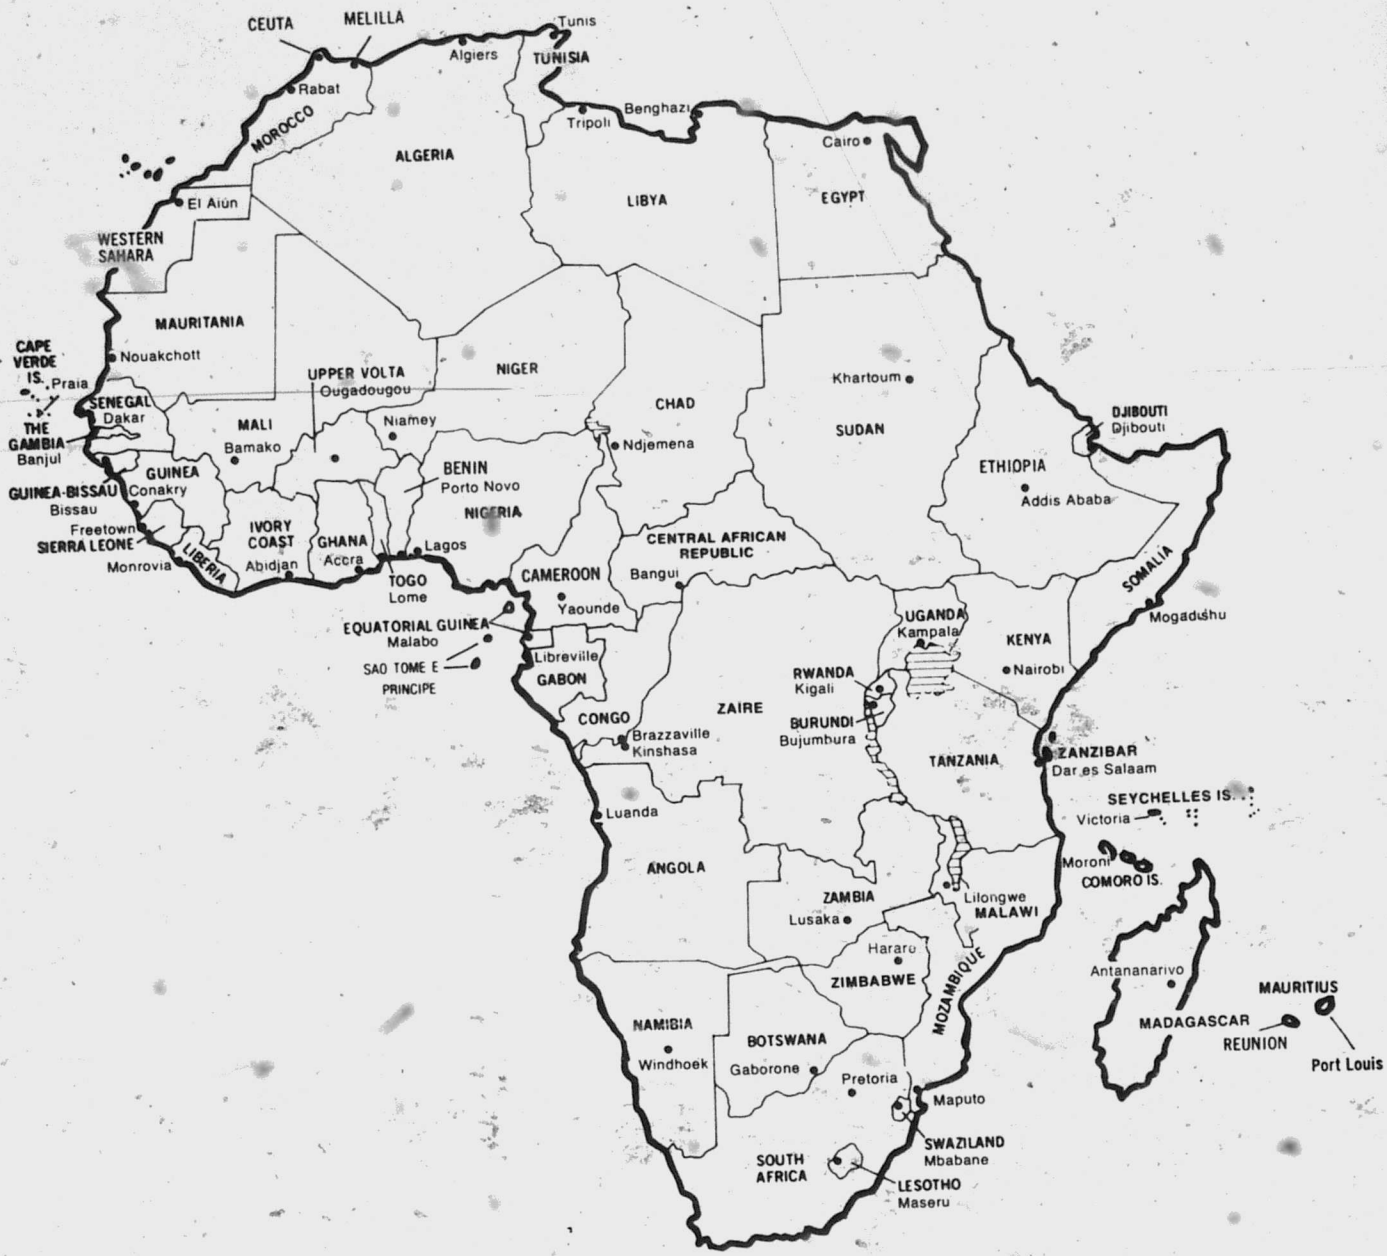 CEUTA
MELILLA
Tunis
Algiers
TUNISIA
Rabat
MOROCCO
Tripoli
Benghazi
Cairo
ALGERIA
LIBYA
EGYPT
El Aiún
WESTERN
SAHARA
MAURITANIA
Nouakchott
CAPE
VERDE
IS.
Praia
UPPER VOLTA
Ougadougou
NIGER
Niamey
CHAD
Ndjemena
Khartoum
SUDAN
DJIBOUTI
Djibouti
SENEGAL
Dakar
THE
GAMBIA
Banjul
MALI
Bamako
ETHIOPIA
Addis Ababa
GUINEA
Conakry
GUINEA-BISSAU
Bissau
BENIN
Porto Novo
NIGERIA
Freetown
SIERRA LEONE
LIBERIA
Monrovia
IVORY
COAST
Abidjan
GHANA
Accra
Lagos
TOGO
Lome
CENTRAL AFRICAN
REPUBLIC
Bangui
CAMEROON
Yaounde
SOMALIA
Mogadushu
EQUATORIAL GUINEA
Malabo
SAO TOME E
PRINCIPE
Libreville
GABON
UGANDA
Kampala
KENYA
Nairobi
RWANDA
Kigali
BURUNDI
Bujumbura
ZAIRE
CONGO
Brazzaville
Kinshasa
TANZANIA
ZANZIBAR
Dar es Salaam
SEYCHELLES IS.
Victoria
Luanda
ANGOLA
Moroni
COMORO IS.
ZAMBIA
Lusaka
Lilongwe
MALAWI
Harare
ZIMBABWE
MOZAMBIQUE
Antananarivo
MADAGASCAR
MAURITIUS
REUNION
Port Louis
NAMIBIA
Windhoek
BOTSWANA
Gaborone
Pretoria
Maputo
SWAZILAND
Mbabane
SOUTH
AFRICA
LESOTHO
Maseru